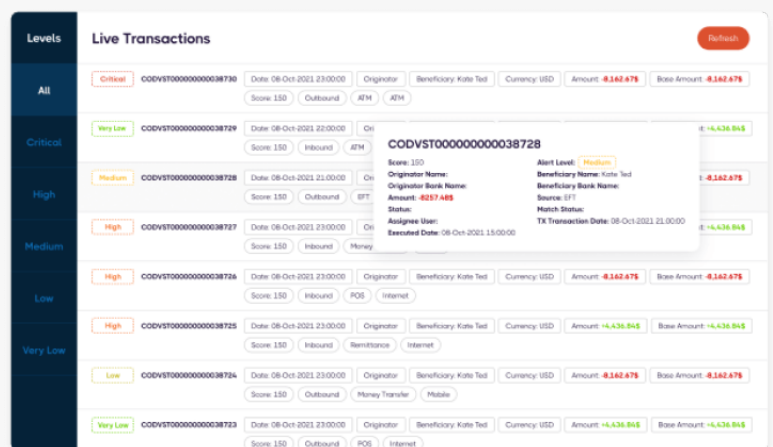 Levels
Live Transactions
Refresh
All
Critical
High
Medium
Low
Very Low
Critical CODVST000000000038730 Date: 08-Oct-2021 23:00:00 Originator Beneficiary: Kate Ted Currency: USD Amount: -8,162.67$ Base Amount: -8,162.67$
Score: 150 Outbound ATM ATM
Very Low CODVST000000000038729 Date: 08-Oct-2021 22:00:00 +4,436.84$
Score: 150 Inbound ATM
Medium CODVST000000000038728 Date: 08-Oct-2021 21:00:00 -8,162.67$
Score: 150 Outbound EFT
High CODVST000000000038727 Date: 08-Oct-2021 23:00:00 +4,436.84$
Score: 150 Inbound Money
CODVST000000000038728
Score: 150 Alert Level: Medium
Originator Name: Beneficiary Name: Kate Ted
Originator Bank Name: Beneficiary Bank Name:
Amount: -8257.48$ Source: EFT
Status: Match Status:
Assignee User: TX Transaction Date: 08-Oct-2021 21:00:00
Executed Date: 08-Oct-2021 15:00:00
High CODVST000000000038726 Date: 08-Oct-2021 23:00:00 Originator Beneficiary: Kate Ted Currency: USD Amount: -8,162.67$ Base Amount: -8,162.67$
Score: 150 Inbound POS Internet
High CODVST000000000038725 Date: 08-Oct-2021 23:00:00 Originator Beneficiary: Kate Ted Currency: USD Amount: +4,436.84$ Base Amount: +4,436.84$
Score: 150 Inbound Remittance Internet
Low CODVST000000000038724 Date: 08-Oct-2021 23:00:00 Originator Beneficiary: Kate Ted Currency: USD Amount: -8,162.67$ Base Amount: -8,162.67$
Score: 150 Outbound Money Transfer Mobile
Very Low CODVST000000000038723 Date: 08-Oct-2021 23:00:00 Originator Beneficiary: Kate Ted Currency: USD Amount: +4,436.84$ Base Amount: +4,436.84$
Score: 150 Outbound POS Internet